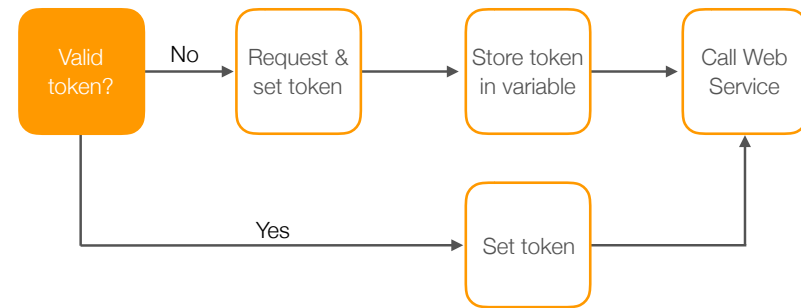 Valid
token?
No
Request &
set token
Store token
in variable
Call Web
Service
Yes
Set token